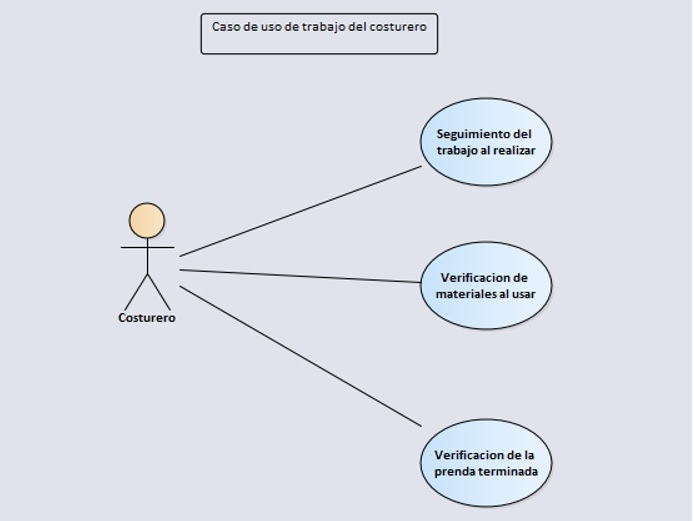 Caso de uso de trabajo del costurero
Seguimiento del
trabajo al realizar
Verificacion de
materiales al usar
Costurero
Verificacion de la
prenda terminada